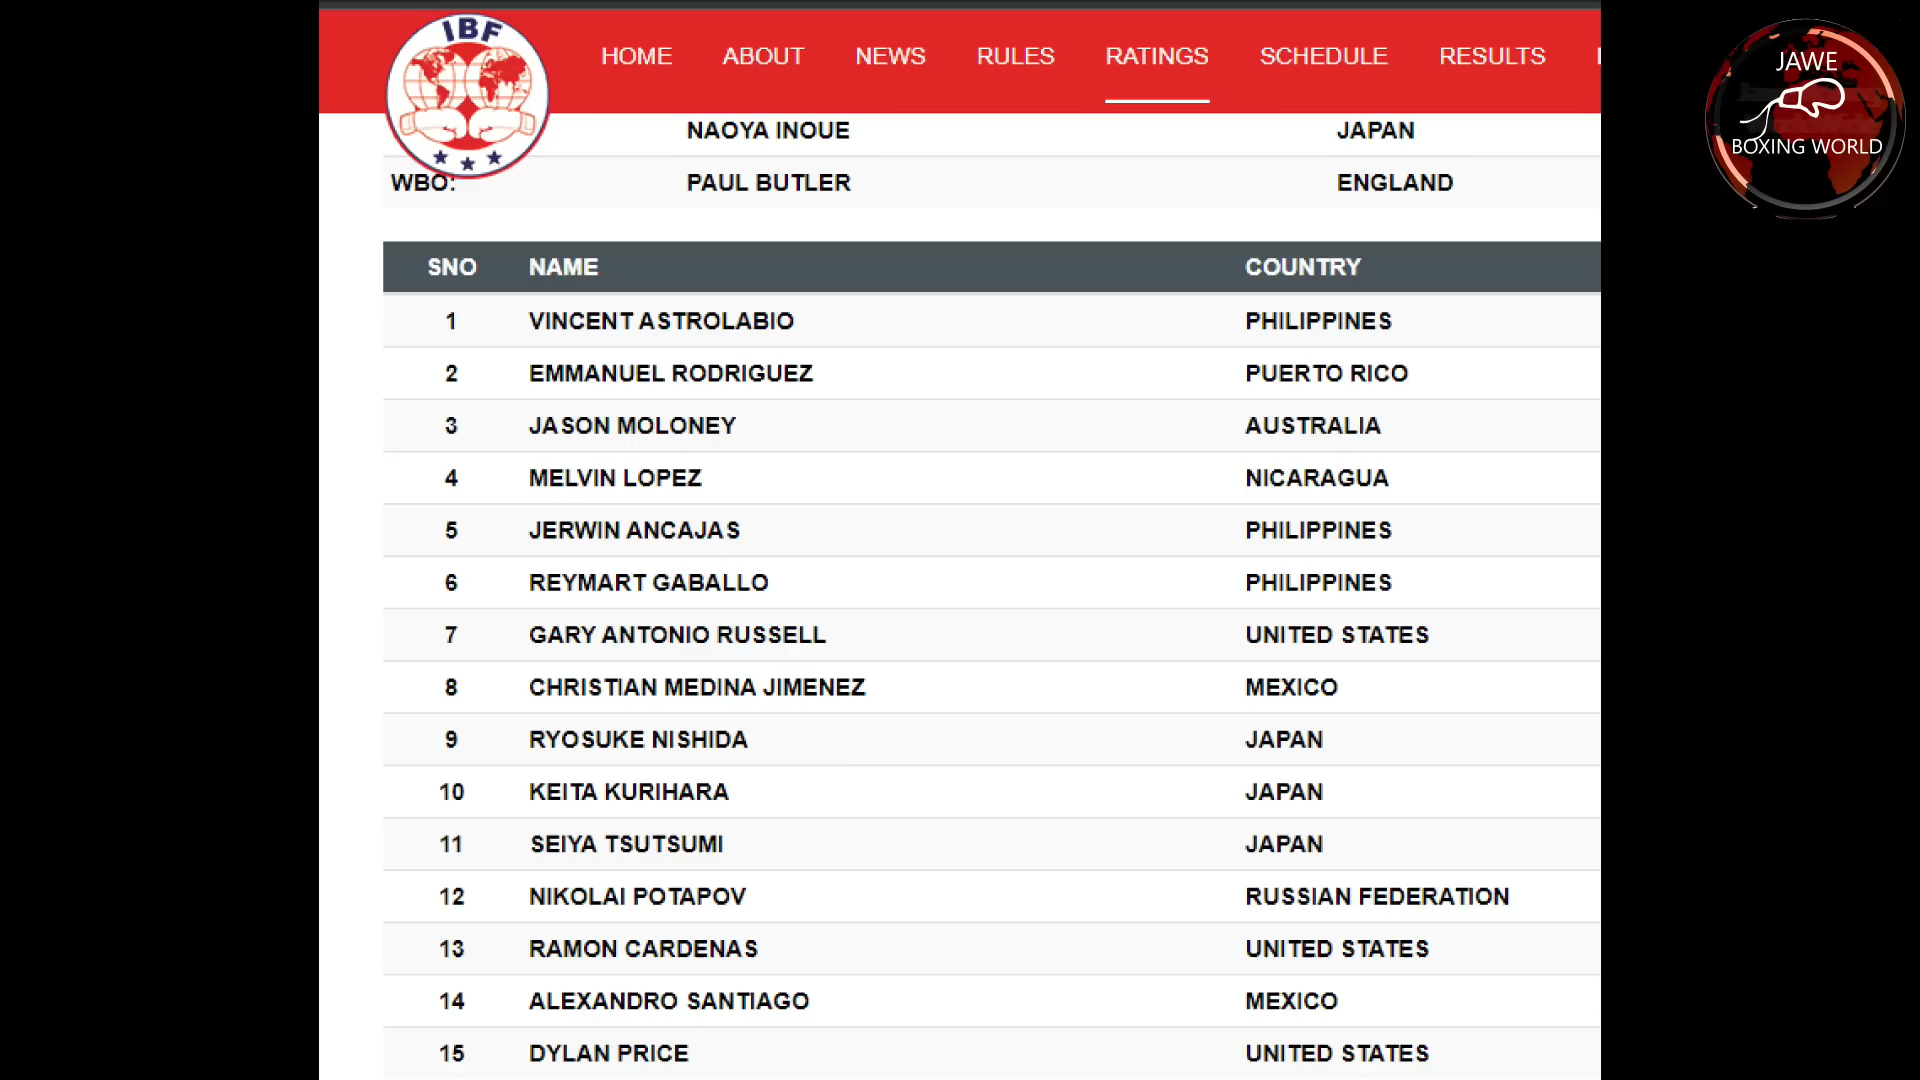 IBF
HOME ABOUT NEWS RULES RATINGS SCHEDULE RESULTS
JAWE
BOXING WORLD
NAOYA INOUE JAPAN
WBO: PAUL BUTLER ENGLAND
SNO NAME COUNTRY
1 VINCENT ASTROLABIO PHILIPPINES
2 EMMANUEL RODRIGUEZ PUERTO RICO
3 JASON MOLONEY AUSTRALIA
4 MELVIN LOPEZ NICARAGUA
5 JERWIN ANCAJAS PHILIPPINES
6 REYMART GABALLO PHILIPPINES
7 GARY ANTONIO RUSSELL UNITED STATES
8 CHRISTIAN MEDINA JIMENEZ MEXICO
9 RYOSUKE NISHIDA JAPAN
10 KEITA KURIHARA JAPAN
11 SEIYA TSUTSUMI JAPAN
12 NIKOLAI POTAPOV RUSSIAN FEDERATION
13 RAMON CARDENAS UNITED STATES
14 ALEXANDRO SANTIAGO MEXICO
15 DYLAN PRICE UNITED STATES